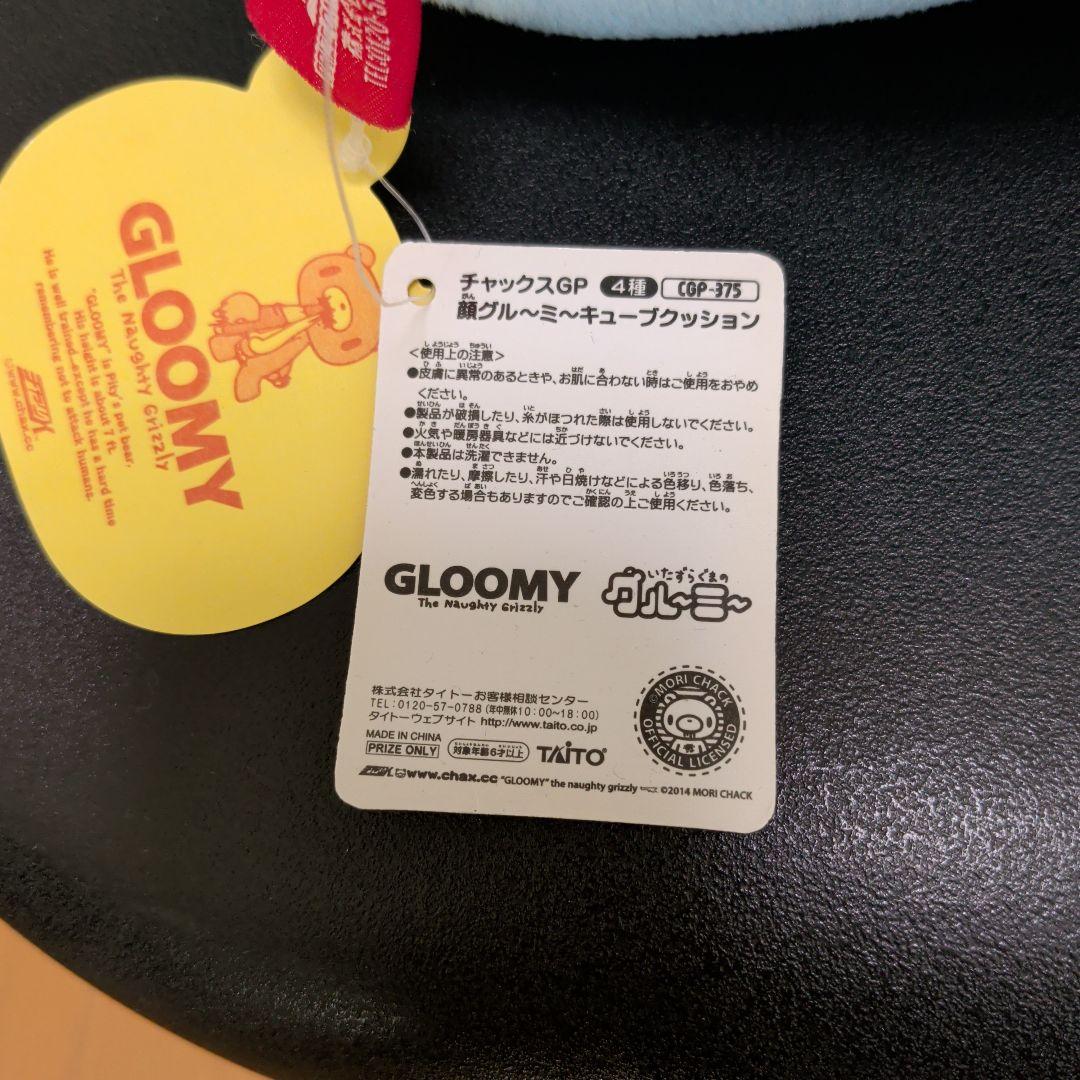 GLOOMY
The Naughty Grizzly
"GLOOMY" is Pity's pet bear.
His height is about 7 ft.
He is well trained...except he has a hard time
remembering not to attack humans.
www.chax.cc
チャックスGP 4種 CGP-375
顔グル〜ミ〜キューブクッション
<使用上の注意>
●皮膚に異常のあるときや、お肌に合わない時はご使用をおやめ
ください。
●製品が破損したり、糸がほつれた際は使用しないでください。
●火気や暖房器具などには近づけないでください。
●本製品は洗濯できません。
●濡れたり、摩擦したり、汗や日焼けなどによる色移り、色落ち、
変色する場合もありますのでご確認の上ご使用ください。
GLOOMY
The Naughty Grizzly
いたずらぐまの
グル〜ミ〜
株式会社タイトーお客様相談センター
TEL:0120-57-0788(年中無休10:00~18:00)
タイトーウェブサイト http://www.taito.co.jp
MADE IN CHINA
PRIZE ONLY 対象年齢6才以上 TAITO
©MORI CHACK
OFFICIAL LICENSED
www.chax.cc "GLOOMY" the naughty grizzly ©2014 MORI CHACK